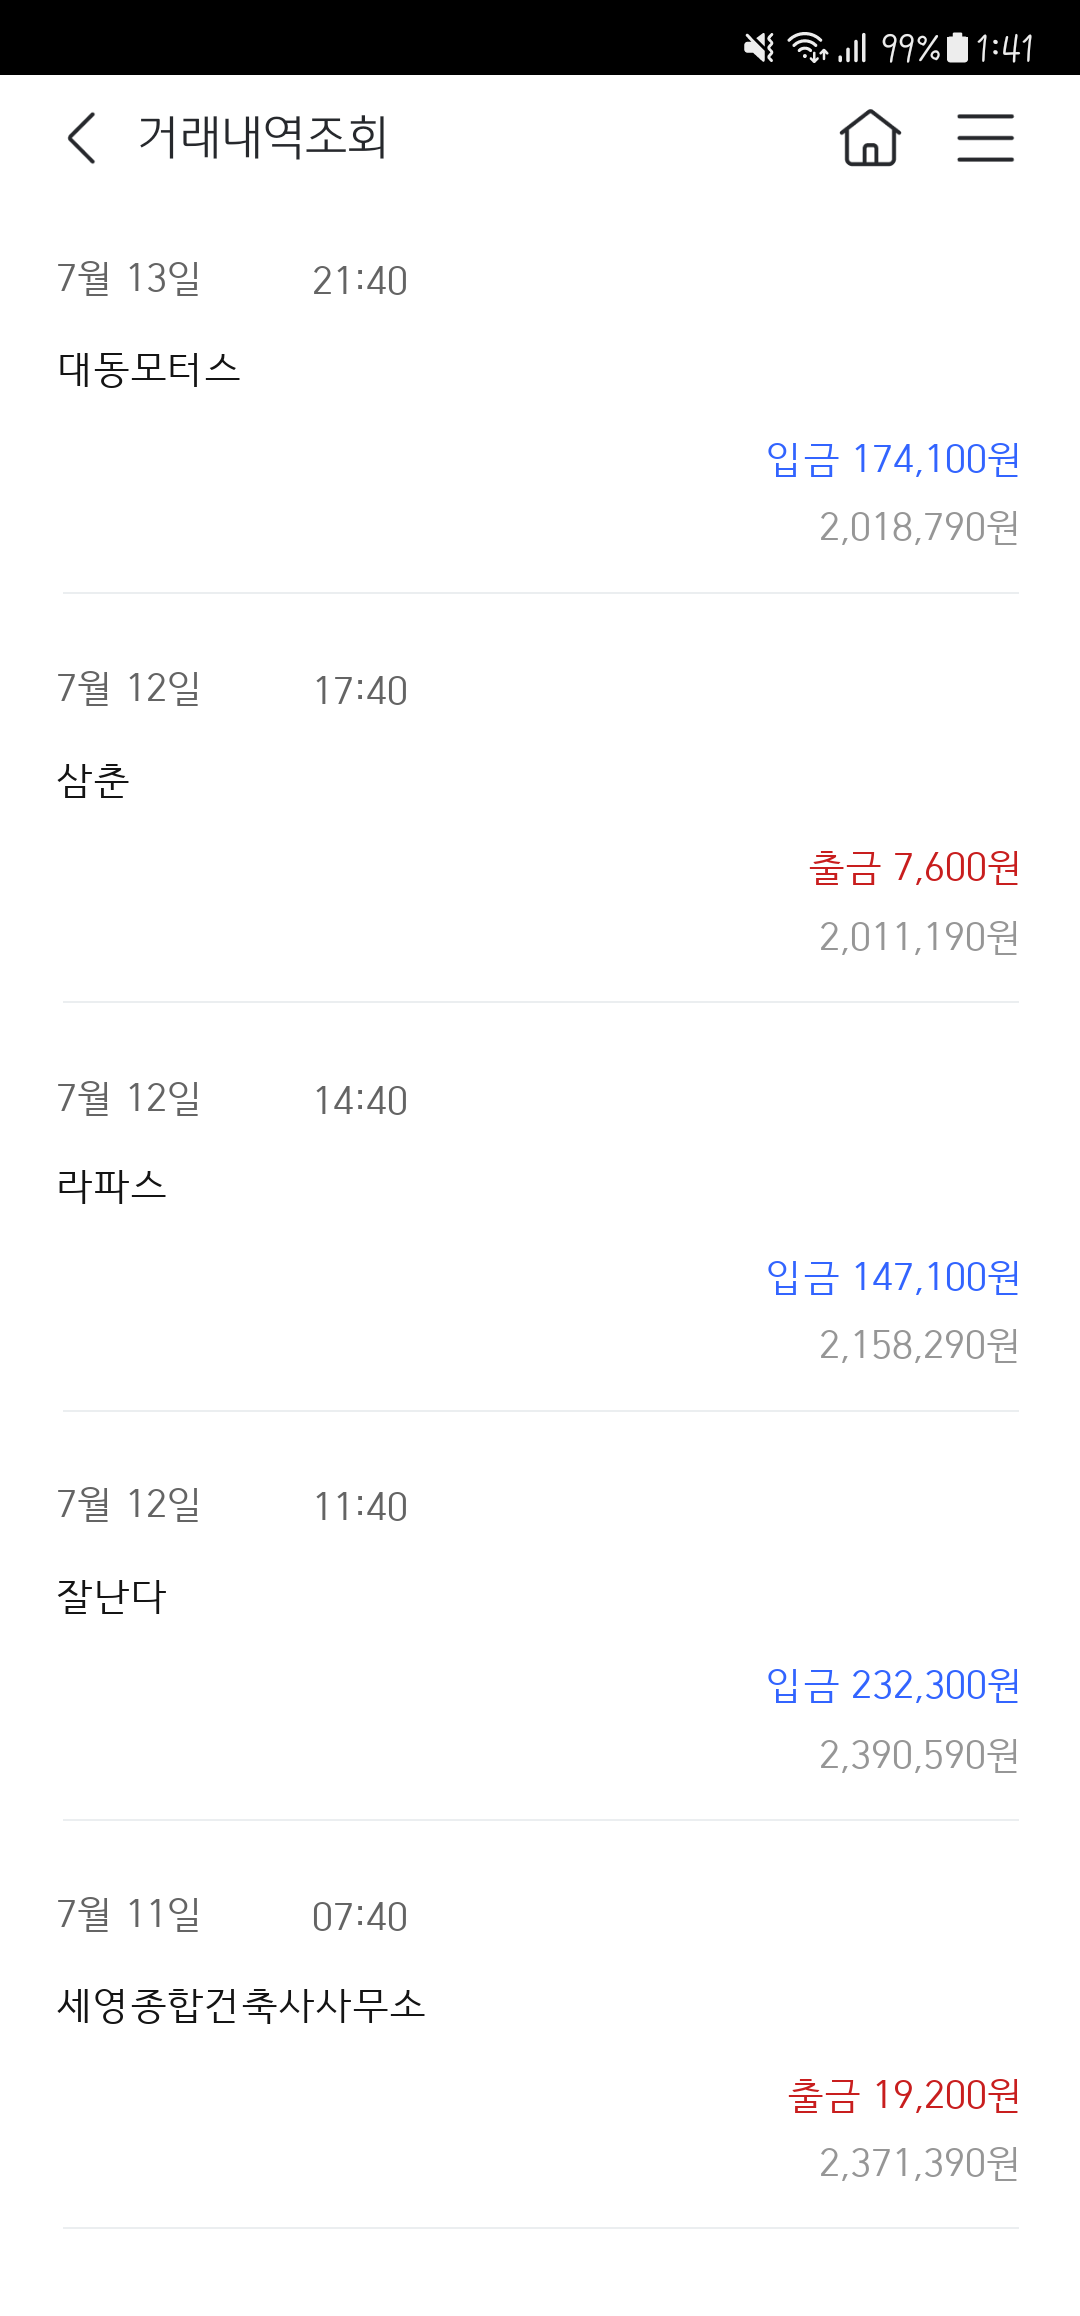 99% 1:41
거래내역조회
7월 13일 21:40
대동모터스
입금 174,100원
2,018,790원
7월 12일 17:40
삼춘
출금 7,600원
2,011,190원
7월 12일 14:40
라파스
입금 147,100원
2,158,290원
7월 12일 11:40
잘난다
입금 232,300원
2,390,590원
7월 11일 07:40
세영종합건축사사무소
출금 19,200원
2,371,390원